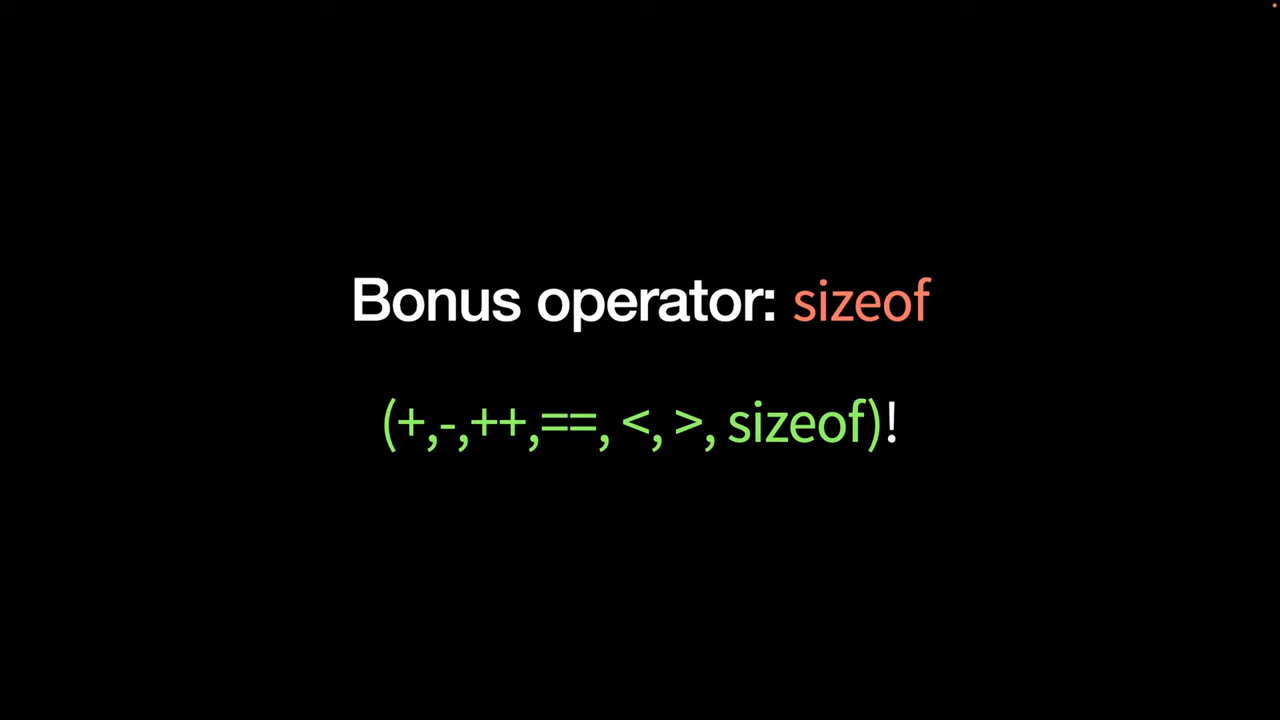 Bonus operator: sizeof
(+,-,++,==, <, >, sizeof)!